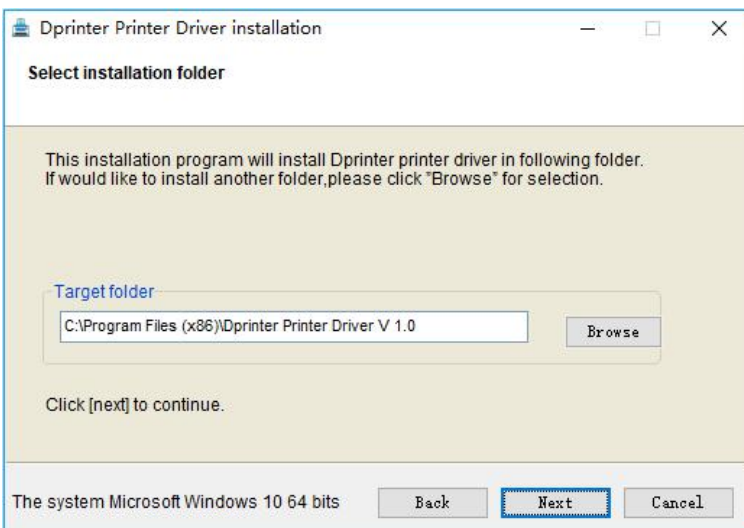 Dprinter Printer Driver installation
Select installation folder
This installation program will install Dprinter printer driver in following folder.
If would like to install another folder,please click "Browse" for selection.
Target folder
C:\Program Files (x86)\Dprinter Printer Driver V 1.0
Browse
Click [next] to continue.
The system Microsoft Windows 10 64 bits
Back
Next
Cancel